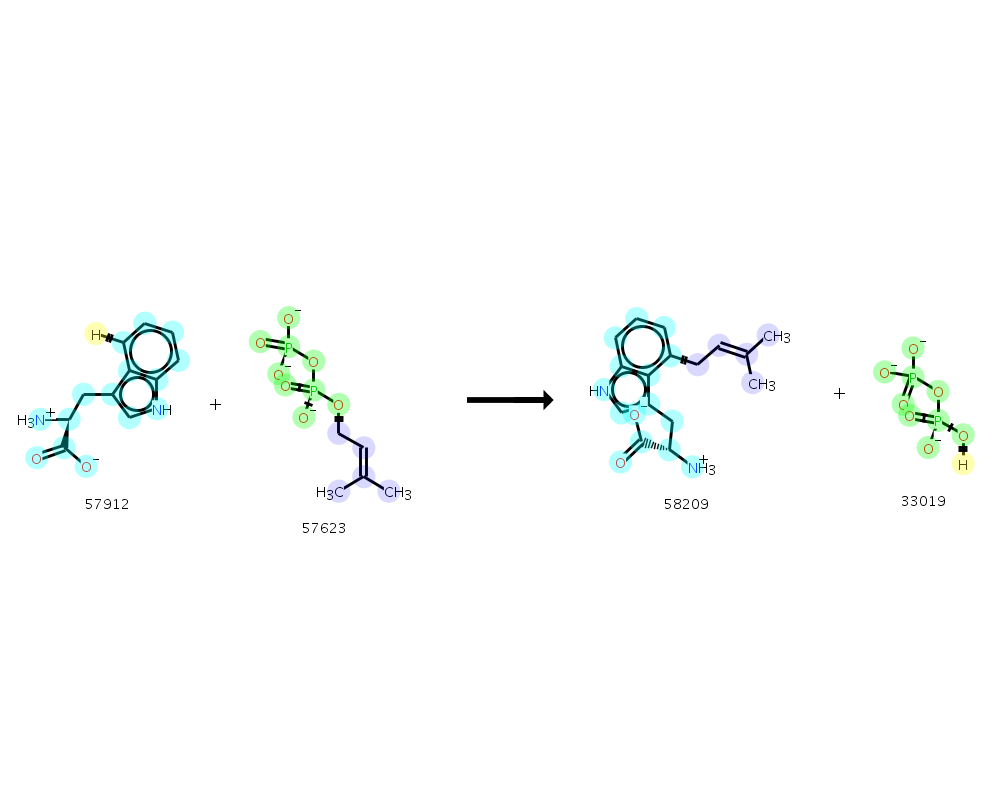 H
NH
H3N+
O
O−
57912
+
O−
O
P
O
O−
O
P
O
O−
H3C
CH3
57623
CH3
CH3
HN
O−
O
NH3+
58209
+
O−
O−
P
O
O
O
P
O
O−
H
33019